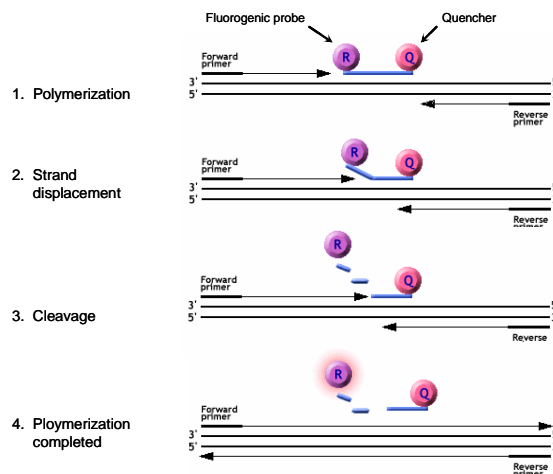 Fluorogenic probe
Quencher
R
Q
Forward
primer
1. Polymerization
3'
5'
Reverse
primer
R
Q
2. Strand
displacement
Forward
primer
3'
5'
Reverse
R
Q
Forward
primer
3'
5'
3. Cleavage
Reverse
R
Q
4. Ploymerization
completed
Forward
primer
3'
5'
Reverse
primer